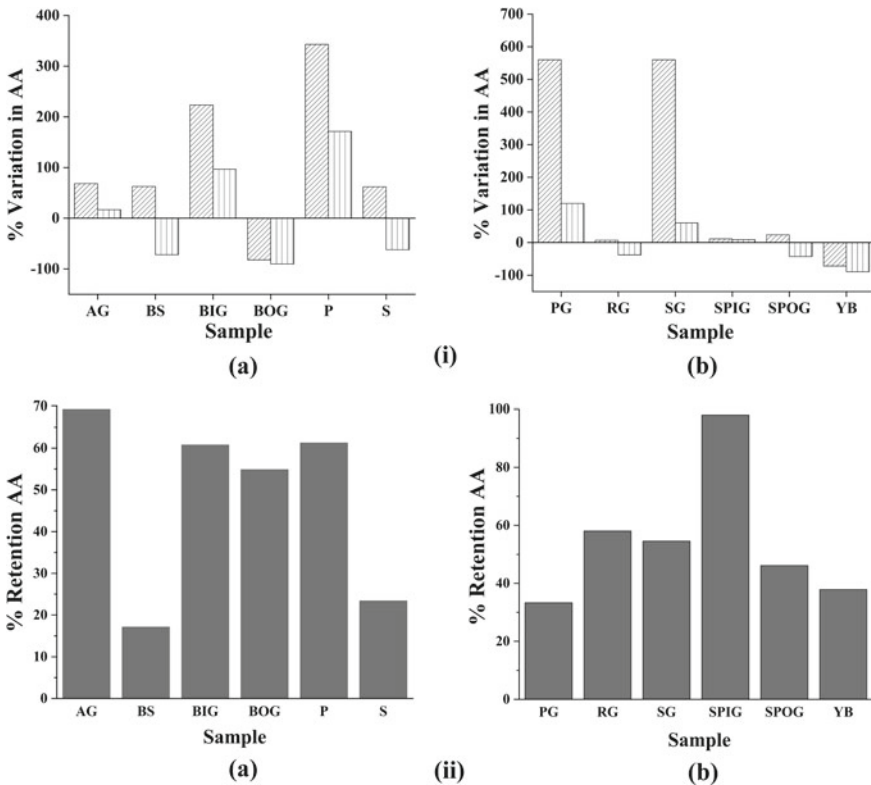 % Variation in AA
400
300
200
100
0
-100
AG BS BIG BOG P S
Sample
(a)
% Variation in AA
700
600
500
400
300
200
100
0
-100
PG RG SG SPIG SPOG YB
Sample
(b)
(i)
% Retention AA
70
60
50
40
30
20
10
0
AG BS BIG BOG P S
Sample
(a)
% Retention AA
100
80
60
40
20
0
PG RG SG SPIG SPOG YB
Sample
(b)
(ii)